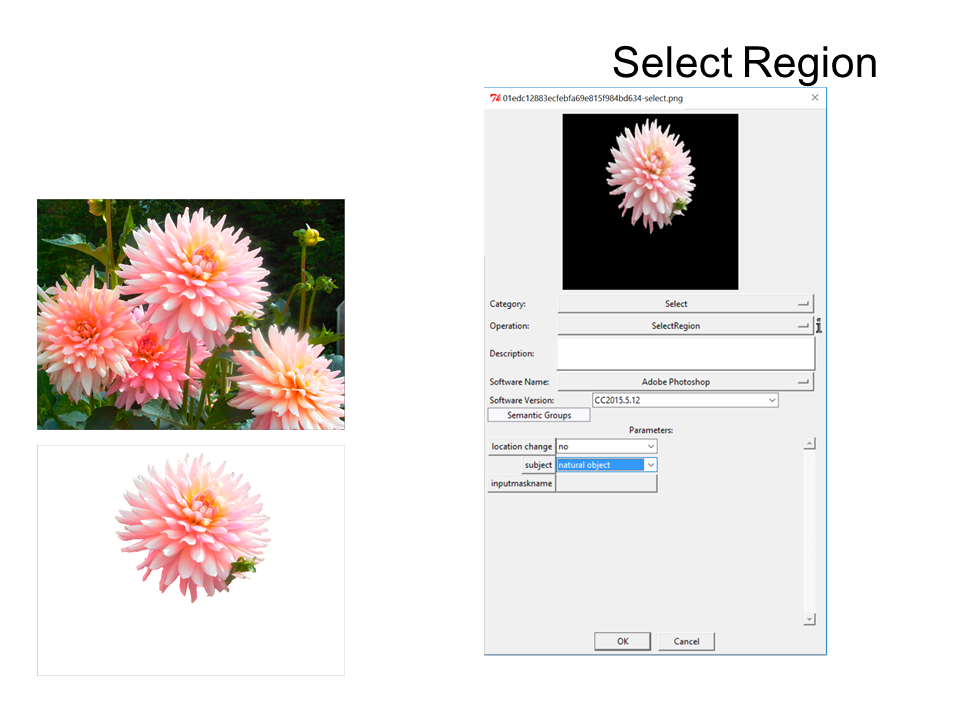 Select Region
01edc12883ecfebfa69e815f984bd634-select.png
Category: Select
Operation: SelectRegion
Description:
Software Name: Adobe Photoshop
Software Version: CC2015.5.12
Semantic Groups
Parameters:
location change no
subject natural object
inputmaskname
OK Cancel